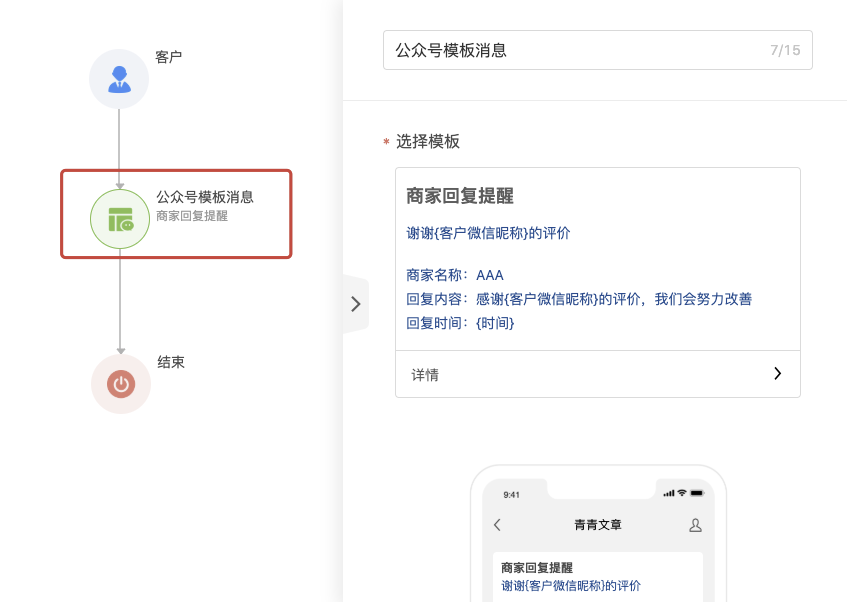 客户
公众号模板消息
商家回复提醒
结束
公众号模板消息 7/15
* 选择模板
商家回复提醒
谢谢{客户微信昵称}的评价
商家名称：AAA
回复内容：感谢{客户微信昵称}的评价，我们会努力改善
回复时间：{时间}
详情
9:41
青青文章
商家回复提醒
谢谢{客户微信昵称}的评价